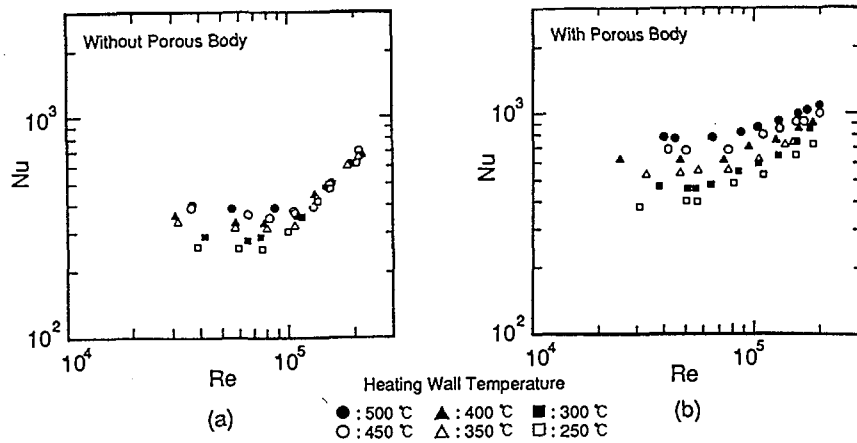 Without Porous Body
With Porous Body
10³
10³
Nu
Nu
10²
10²
10⁴
10⁵
10⁴
10⁵
Re
Re
Heating Wall Temperature
(a)
(b)
● : 500 ℃ ▲ : 400 ℃ ■ : 300 ℃
○ : 450 ℃ △ : 350 ℃ □ : 250 ℃